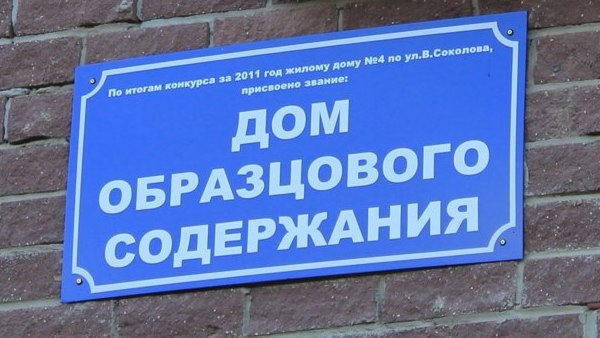 По итогам конкурса за 2011 год жилому дому №4 по ул.В.Соколова,
присвоено звание:
ДОМ
ОБРАЗЦОВОГО
СОДЕРЖАНИЯ